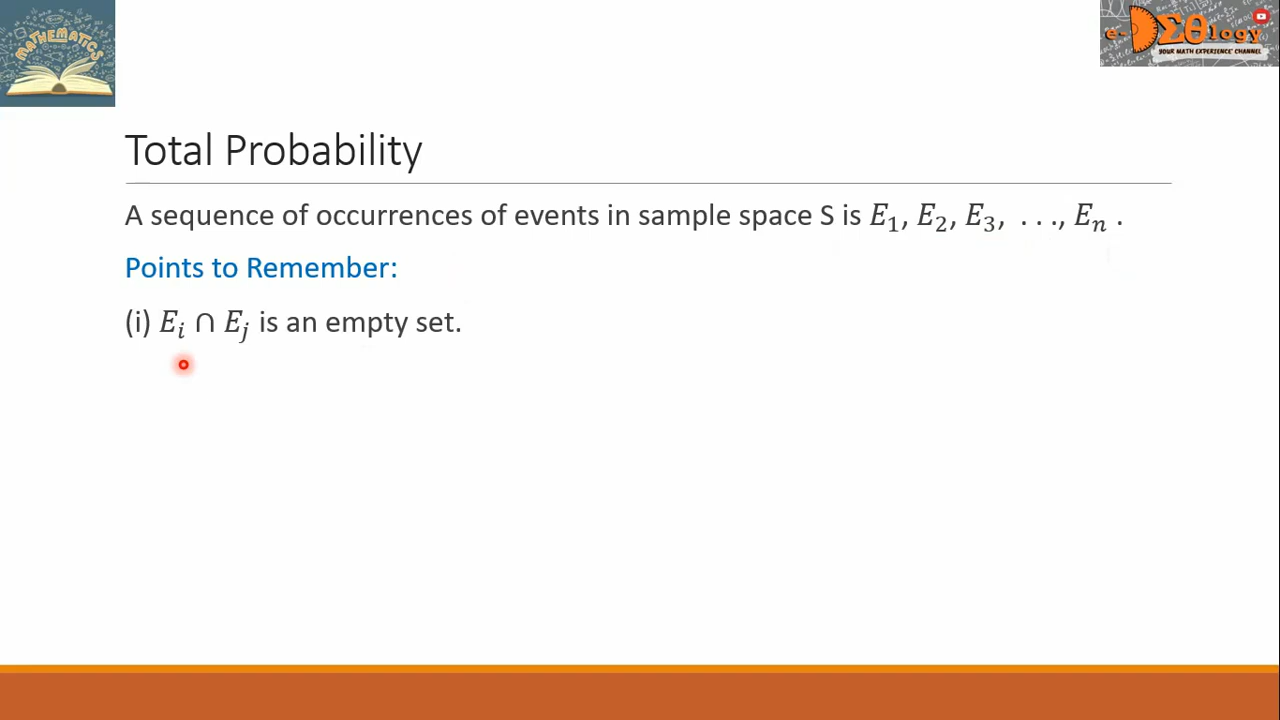 MATHEMATICS
e-DΣθlogy
YOUR MATH EXPERIENCE CHANNEL
Total Probability
A sequence of occurrences of events in sample space S is E₁, E₂, E₃, . . ., Eₙ .
Points to Remember:
(i) Eᵢ ∩ Eⱼ is an empty set.